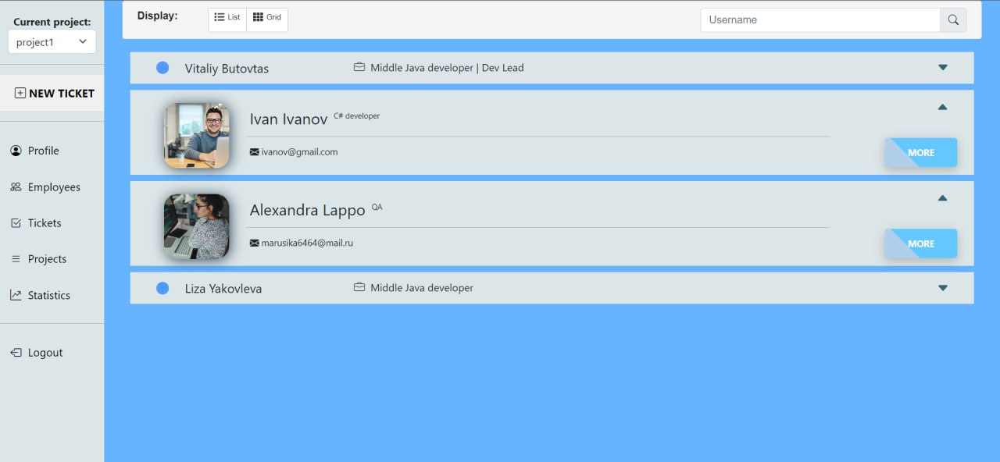 Current project:
project1
NEW TICKET
Profile
Employees
Tickets
Projects
Statistics
Logout
Display:
List
Grid
Username
Vitaliy Butovtas
Middle Java developer | Dev Lead
Ivan Ivanov C# developer
ivanov@gmail.com
MORE
Alexandra Lappo QA
marusika6464@mail.ru
MORE
Liza Yakovleva
Middle Java developer